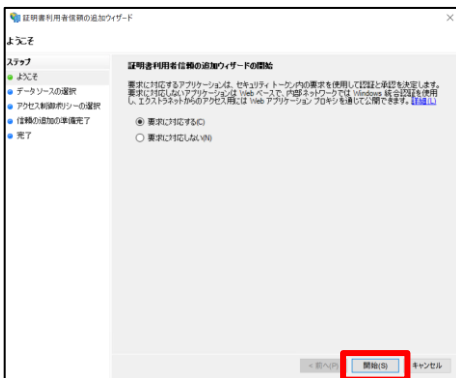 証明書利用者信頼の追加ウィザード
ようこそ
ステップ
ようこそ
データ ソースの選択
アクセス制御ポリシーの選択
信頼の追加の準備完了
完了
証明書利用者信頼の追加ウィザードの開始
要求に対応するアプリケーションは、セキュリティ トークン内の要求を使用して認証と承認を決定します。
要求に対応しないアプリケーションは Web ベースで、内部ネットワークでは Windows 統合認証を使用
し、エクストラネットからのアクセス用には Web アプリケーション プロキシを通じて公開できます。詳細(L)
要求に対応する(C)
要求に対応しない(N)
< 前へ(P)
開始(S)
キャンセル